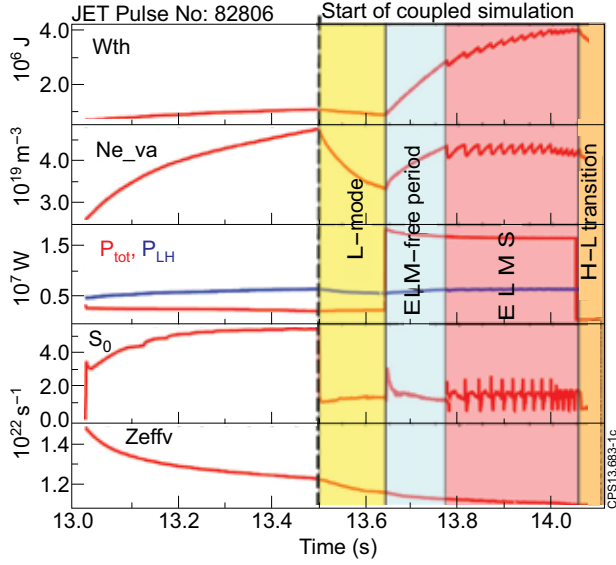 JET Pulse No: 82806
Start of coupled simulation
4.0
2.0
10⁶ J
Wth
4.0
3.0
10¹⁹ m⁻³
Ne_va
1.5
0.5
10⁷ W
P_tot, P_LH
L-mode
ELM-free period
E L M S
H-L transition
4.0
2.0
0.0
10²² s⁻¹
S₀
1.4
1.2
Zeffv
13.0
13.2
13.4
13.6
13.8
14.0
Time (s)
CPS13.683-1c